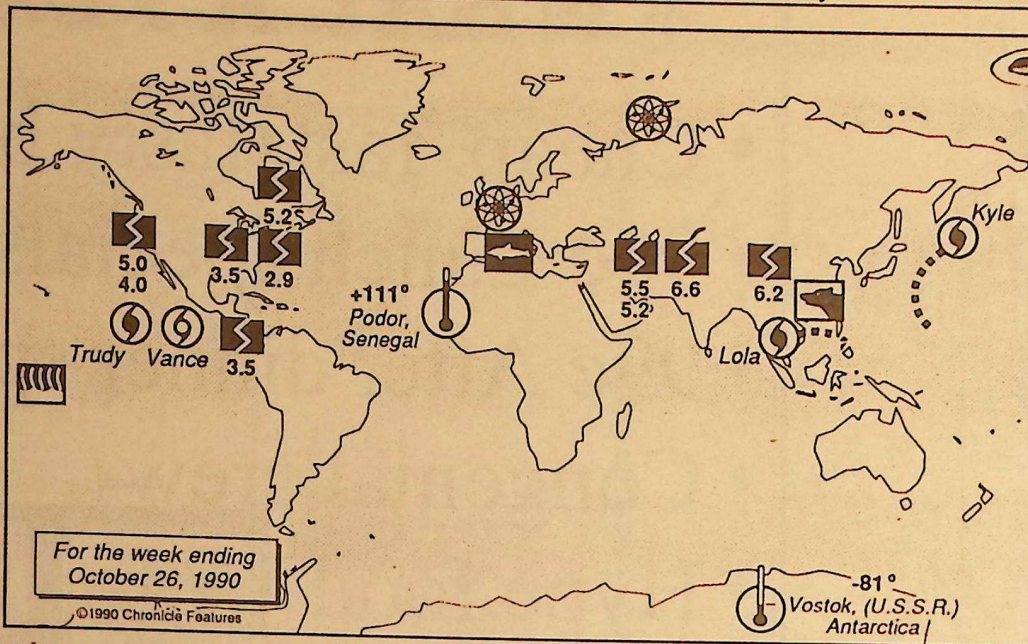 5.2
5.0
4.0
3.5
2.9
+111°
Podor,
Senegal
5.5
5.2
6.6
6.2
Kyle
Trudy
Vance
3.5
Lola
For the week ending
October 26, 1990
©1990 Chronicle Features
-81°
Vostok, (U.S.S.R.)
Antarctica